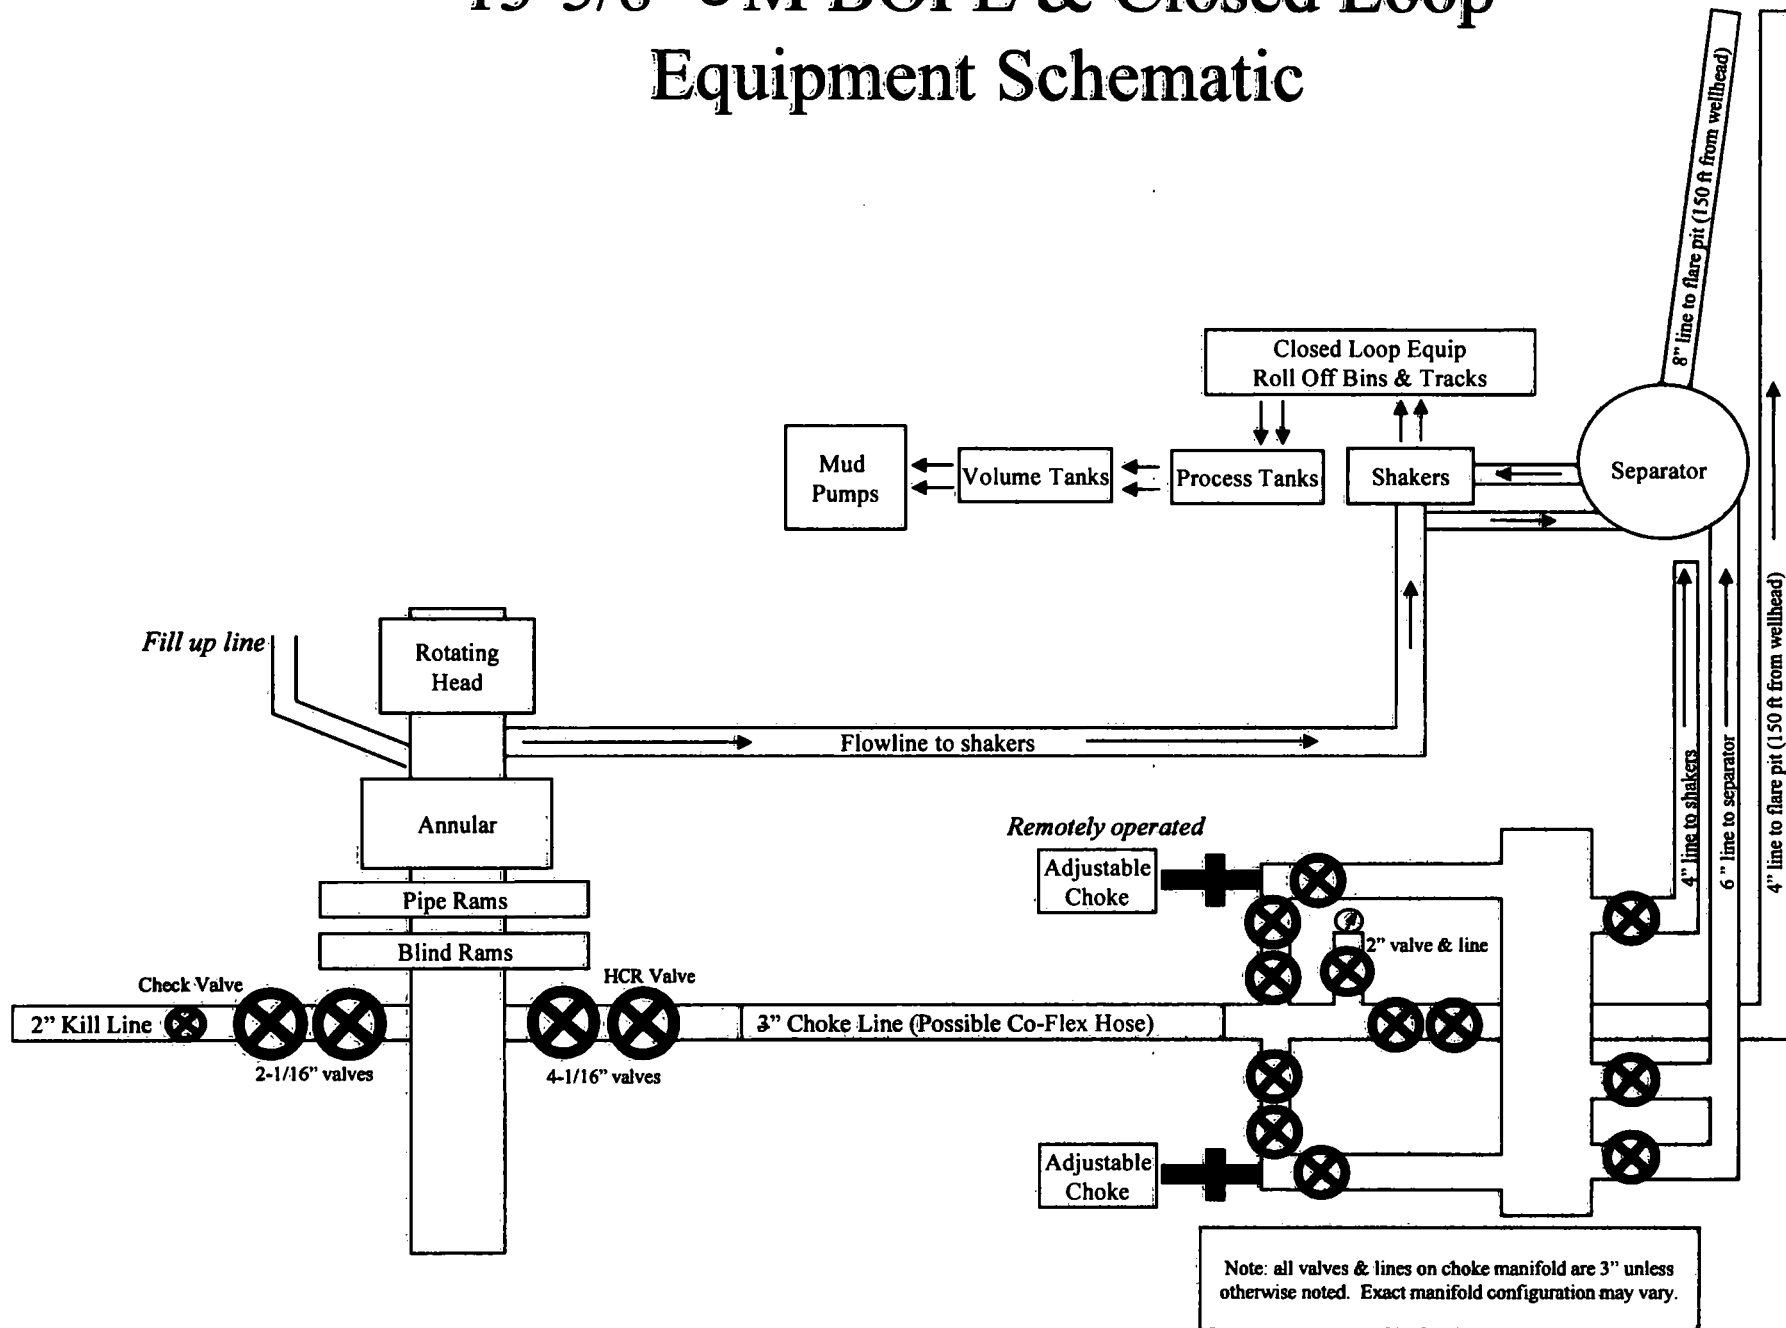 BOPE & Closed Loop
Equipment Schematic
8” line to flare pit (150 ft from wellhead)
Closed Loop Equip
Roll Off Bins & Tracks
Mud
Pumps
Volume Tanks
Process Tanks
Shakers
Separator
Fill up line
Rotating
Head
Flowline to shakers
4” line to shakers
6 ” line to separator
4” line to flare pit (150 ft from wellhead)
Annular
Remotely operated
Adjustable
Choke
Pipe Rams
Blind Rams
2” valve & line
Check Valve
HCR Valve
2” Kill Line
3” Choke Line (Possible Co-Flex Hose)
2-1/16” valves
4-1/16” valves
Adjustable
Choke
Note: all valves & lines on choke manifold are 3” unless
otherwise noted.  Exact manifold configuration may vary.